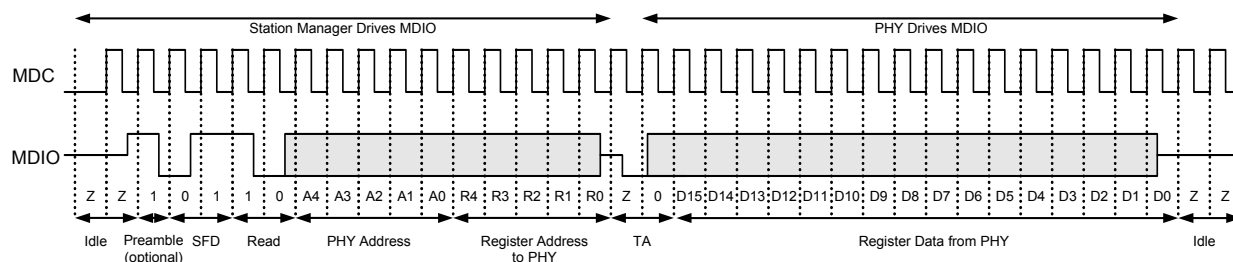 Station Manager Drives MDIO PHY Drives MDIO
MDC
MDIO
Z Z 1 0 1 1 0 A4 A3 A2 A1 A0 R4 R3 R2 R1 R0 Z 0 D15 D14 D13 D12 D11 D10 D9 D8 D7 D6 D5 D4 D3 D2 D1 D0 Z Z
Idle Preamble SFD Read PHY Address Register Address TA Register Data from PHY Idle
(optional) to PHY